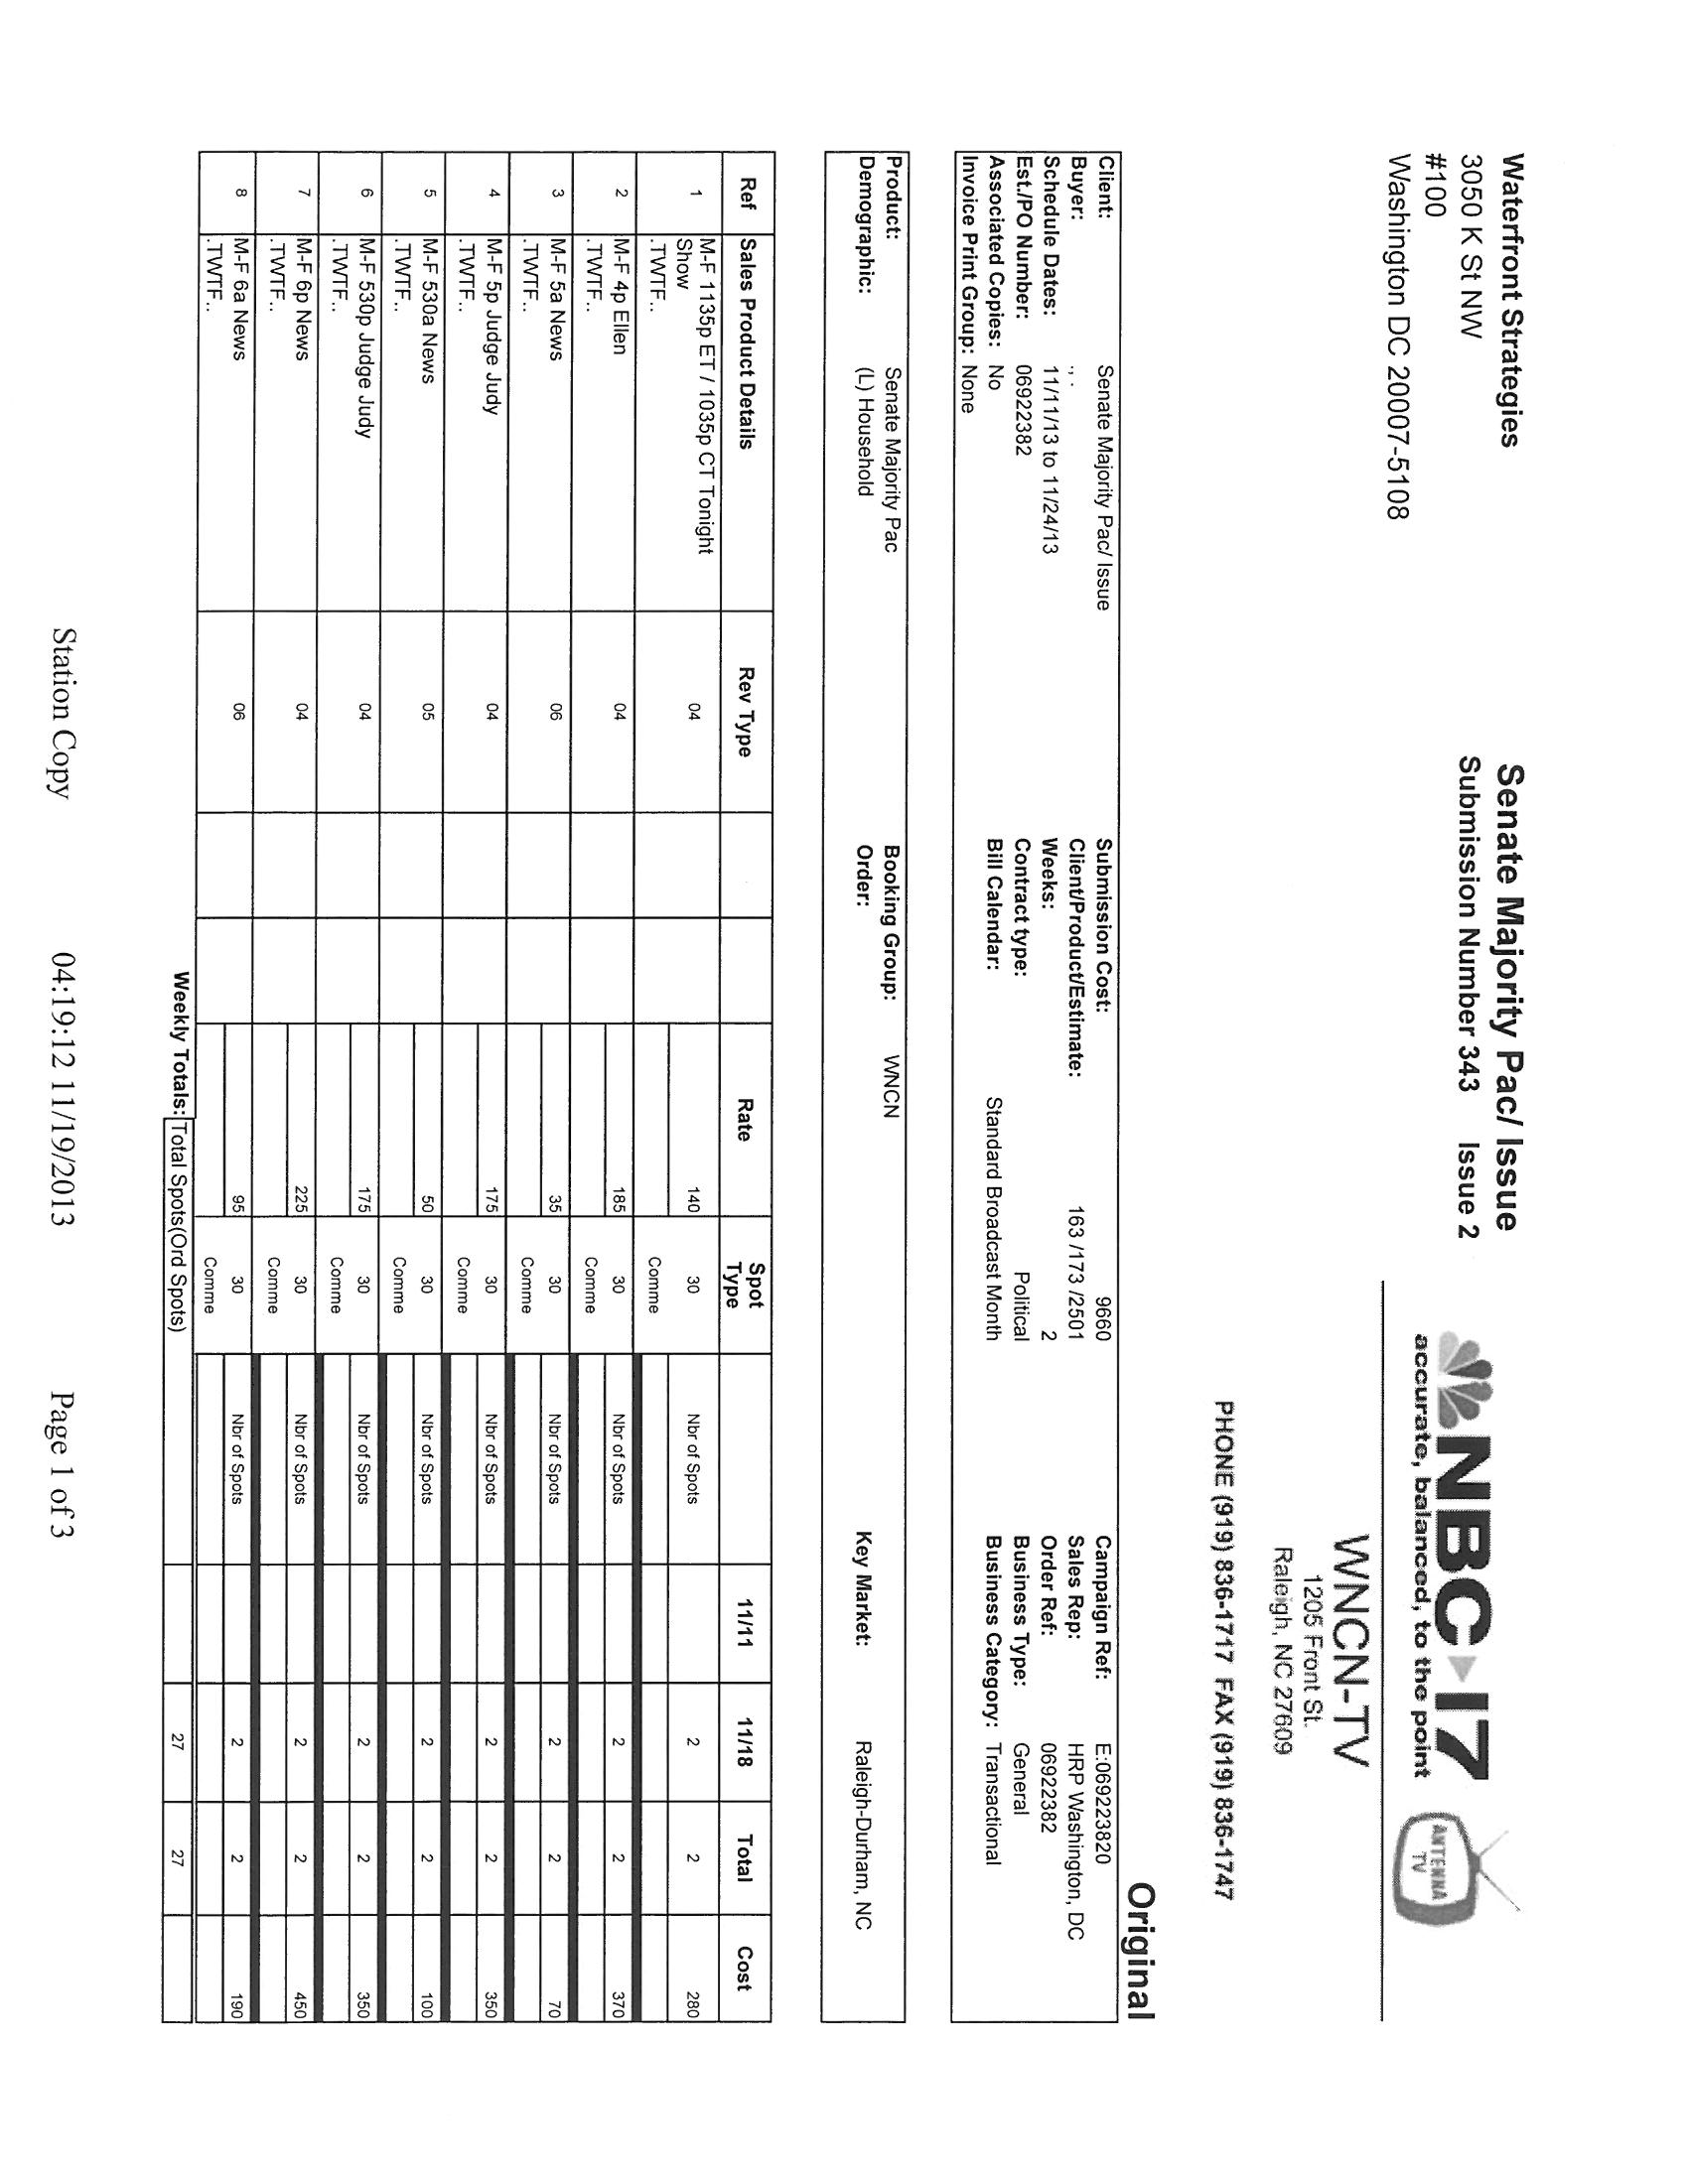 Waterfront Strategies
3050 K St NW
#100
Washington DC 20007-5108
Senate Majority Pac/ Issue
Submission Number 343 Issue 2
NBC 17
accurate, balanced, to the point
ANTENNA
TV
WNCN-TV
1205 Front St.
Raleigh, NC 27609
PHONE (919) 836-1717 FAX (919) 836-1747
Original
Client: Senate Majority Pac/ Issue Submission Cost: 9660 Campaign Ref: E:069223820
Buyer: ., . Client/Product/Estimate: 163 /173 /2501 Sales Rep: HRP Washington, DC
Schedule Dates: 11/11/13 to 11/24/13 Weeks: 2 Order Ref: 06922382
Est./PO Number: 06922382 Contract type: Political Business Type: General
Associated Copies: No Bill Calendar: Standard Broadcast Month Business Category: Transactional
Invoice Print Group: None
Product: Senate Majority Pac Booking Group: WNCN Key Market: Raleigh-Durham, NC
Demographic: (L) Household Order:
Ref Sales Product Details Rev Type Rate Spot Type 11/11 11/18 Total Cost
1 M-F 1135p ET / 1035p CT Tonight 04 140 30 Nbr of Spots 2 2 280
Show
.TWTF.. Comme
2 M-F 4p Ellen 04 185 30 Nbr of Spots 2 2 370
.TWTF.. Comme
3 M-F 5a News 06 35 30 Nbr of Spots 2 2 70
.TWTF.. Comme
4 M-F 5p Judge Judy 04 175 30 Nbr of Spots 2 2 350
.TWTF.. Comme
5 M-F 530a News 05 50 30 Nbr of Spots 2 2 100
.TWTF.. Comme
6 M-F 530p Judge Judy 04 175 30 Nbr of Spots 2 2 350
.TWTF.. Comme
7 M-F 6p News 04 225 30 Nbr of Spots 2 2 450
.TWTF.. Comme
8 M-F 6a News 06 95 30 Nbr of Spots 2 2 190
.TWTF.. Comme
Weekly Totals: Total Spots(Ord Spots) 27 27
Station Copy 04:19:12 11/19/2013 Page 1 of 3